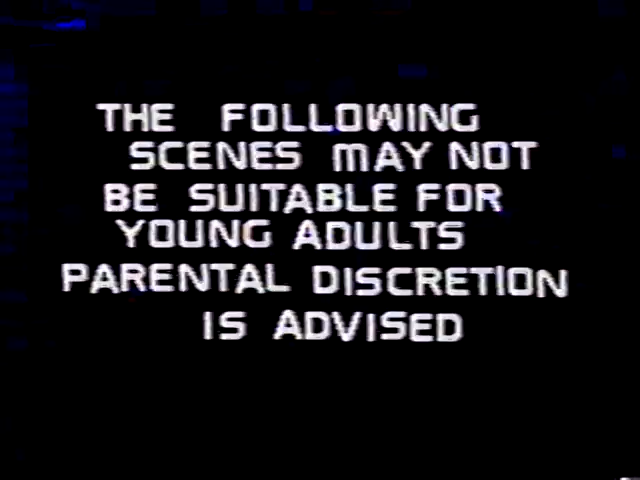 THE FOLLOWING
SCENES MAY NOT
BE SUITABLE FOR
YOUNG ADULTS
PARENTAL DISCRETION
IS ADVISED